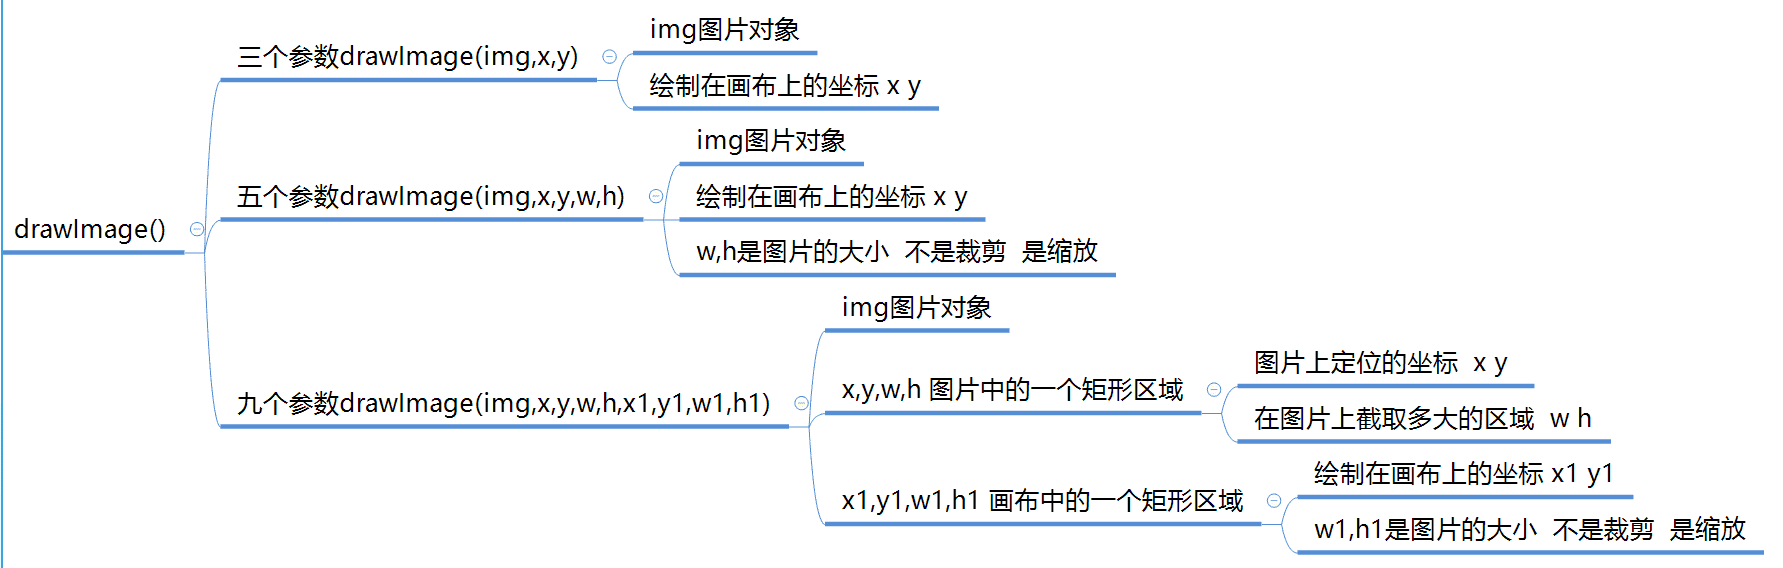 drawImage()
三个参数drawImage(img,x,y)
img图片对象
绘制在画布上的坐标 x y
五个参数drawImage(img,x,y,w,h)
img图片对象
绘制在画布上的坐标 x y
w,h是图片的大小  不是裁剪  是缩放
九个参数drawImage(img,x,y,w,h,x1,y1,w1,h1)
img图片对象
x,y,w,h 图片中的一个矩形区域
图片上定位的坐标  x y
在图片上截取多大的区域  w h
x1,y1,w1,h1 画布中的一个矩形区域
绘制在画布上的坐标 x1 y1
w1,h1是图片的大小  不是裁剪  是缩放